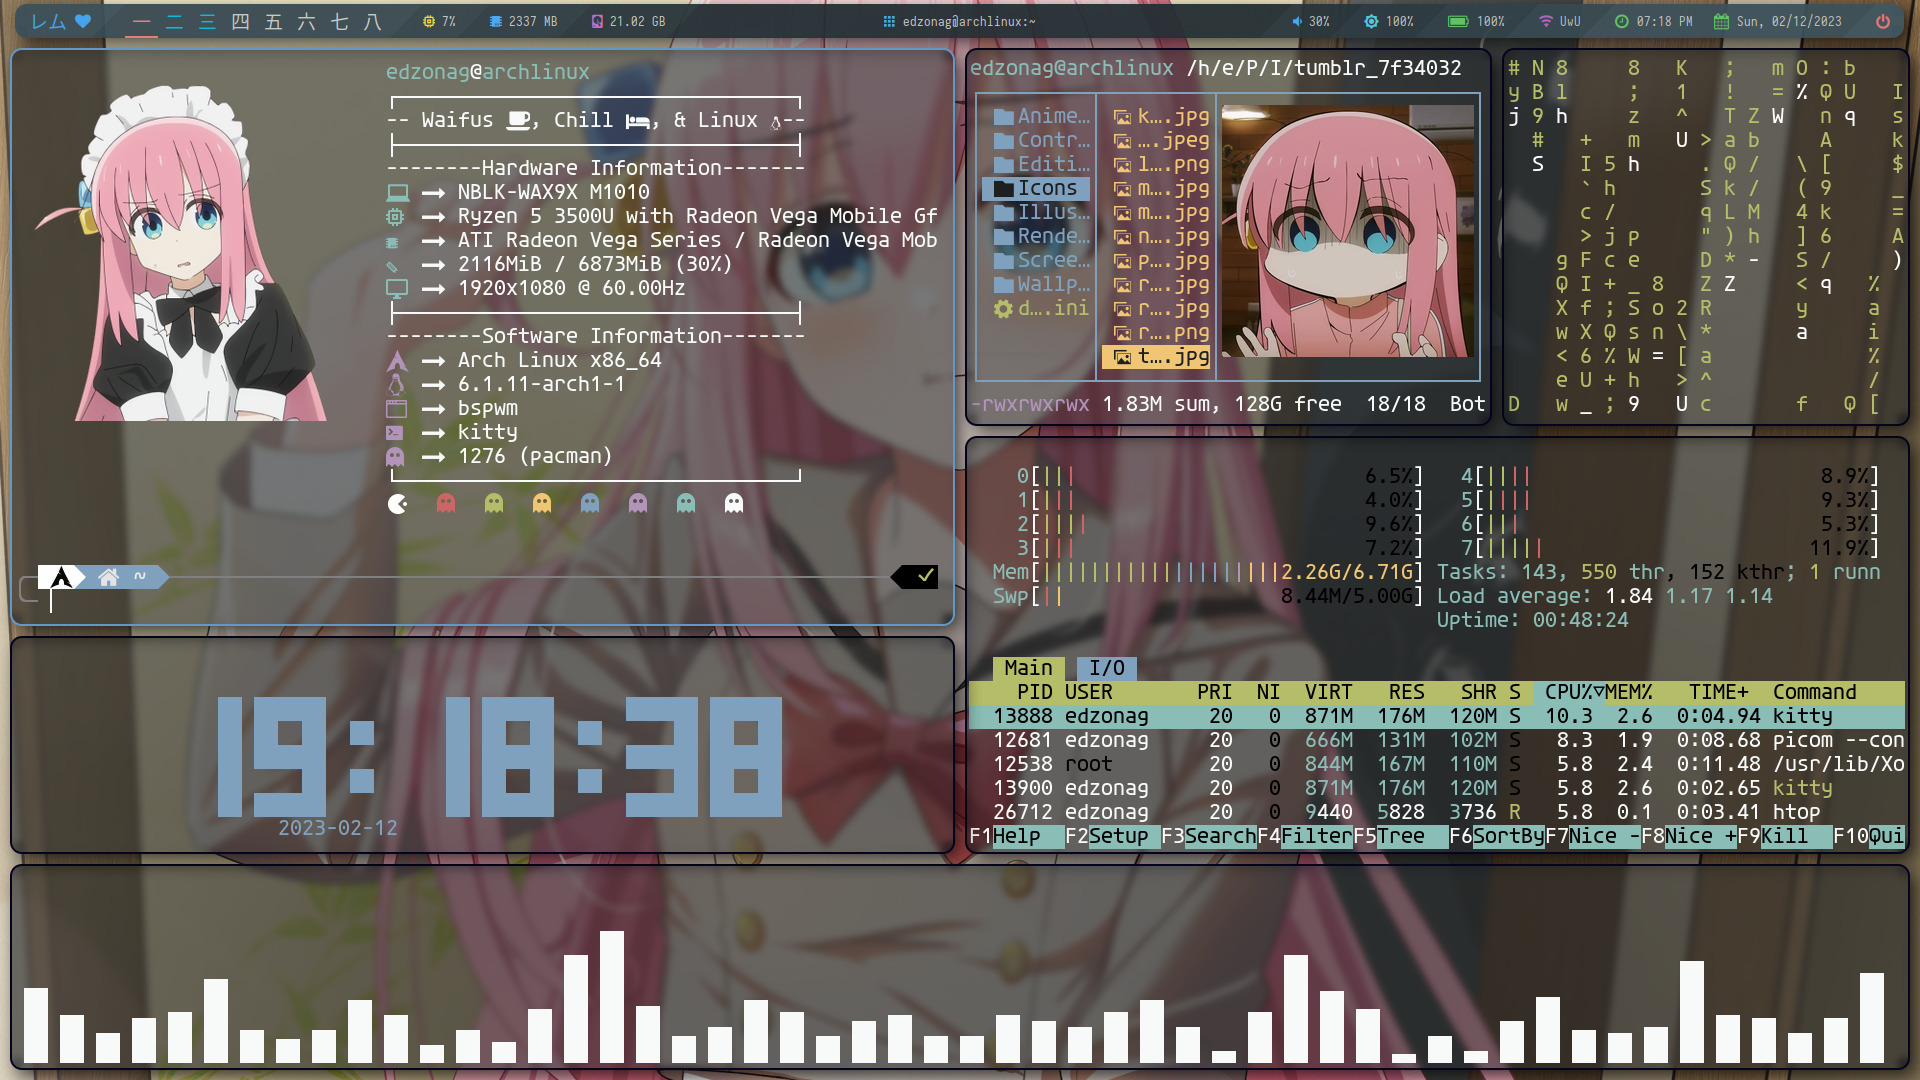 レム 一 二 三 四 五 六 七 八 7% 2337 MB 21.02 GB edzonag@archlinux:~ 30% 100% 100% UwU 07:18 PM Sun, 02/12/2023
edzonag@archlinux
-- Waifus , Chill , & Linux --
--------Hardware Information-------
NBLK-WAX9X M1010
Ryzen 5 3500U with Radeon Vega Mobile Gf
ATI Radeon Vega Series / Radeon Vega Mob
2116MiB / 6873MiB (30%)
1920x1080 @ 60.00Hz
--------Software Information-------
Arch Linux x86_64
6.1.11-arch1-1
bspwm
kitty
1276 (pacman)
~
edzonag@archlinux /h/e/P/I/tumblr_7f34032
Anime… k….jpg
Contr… ….jpeg
Editi… l….png
Icons m….jpg
Illus… m….jpg
Rende… n….jpg
Scree… p….jpg
Wallp… r….jpg
d….ini r….jpg
r….png
t….jpg
-rwxrwxrwx 1.83M sum, 128G free 18/18 Bot
# N 8 8 K ; m O : b
y B l ; 1 ! = % Q U I
j 9 h z ^ T Z W n q s
# + m U > a b A k
S I 5 h . Q / \ [ $
` h S k / ( 9 _
c / q L M 4 k =
> j p " ) h ] 6 A
g F c e D * - S / )
Q I + _ 8 Z Z < q %
X f ; S o 2 R y a
w X Q s n \ * a i
< 6 % W = [ a %
e U + h > ^ /
D w _ ; 9 U c f Q [
0[||| 6.5%] 4[|||| 8.9%]
1[||| 4.0%] 5[|||| 9.3%]
2[|||| 9.6%] 6[||| 5.3%]
3[||| 7.2%] 7[||||| 11.9%]
Mem[||||||||||||||||||||2.26G/6.71G] Tasks: 143, 550 thr, 152 kthr; 1 runn
Swp[|| 8.44M/5.00G] Load average: 1.84 1.17 1.14
Uptime: 00:48:24
Main I/O
PID USER PRI NI VIRT RES SHR S CPU%▽MEM% TIME+ Command
13888 edzonag 20 0 871M 176M 120M S 10.3 2.6 0:04.94 kitty
12681 edzonag 20 0 666M 131M 102M S 8.3 1.9 0:08.68 picom --con
12538 root 20 0 844M 167M 110M S 5.8 2.4 0:11.48 /usr/lib/Xo
13900 edzonag 20 0 871M 176M 120M S 5.8 2.6 0:02.65 kitty
26712 edzonag 20 0 9440 5828 3736 R 5.8 0.1 0:03.41 htop
F1Help F2Setup F3SearchF4FilterF5Tree F6SortByF7Nice -F8Nice +F9Kill F10Qui
19:18:38
2023-02-12